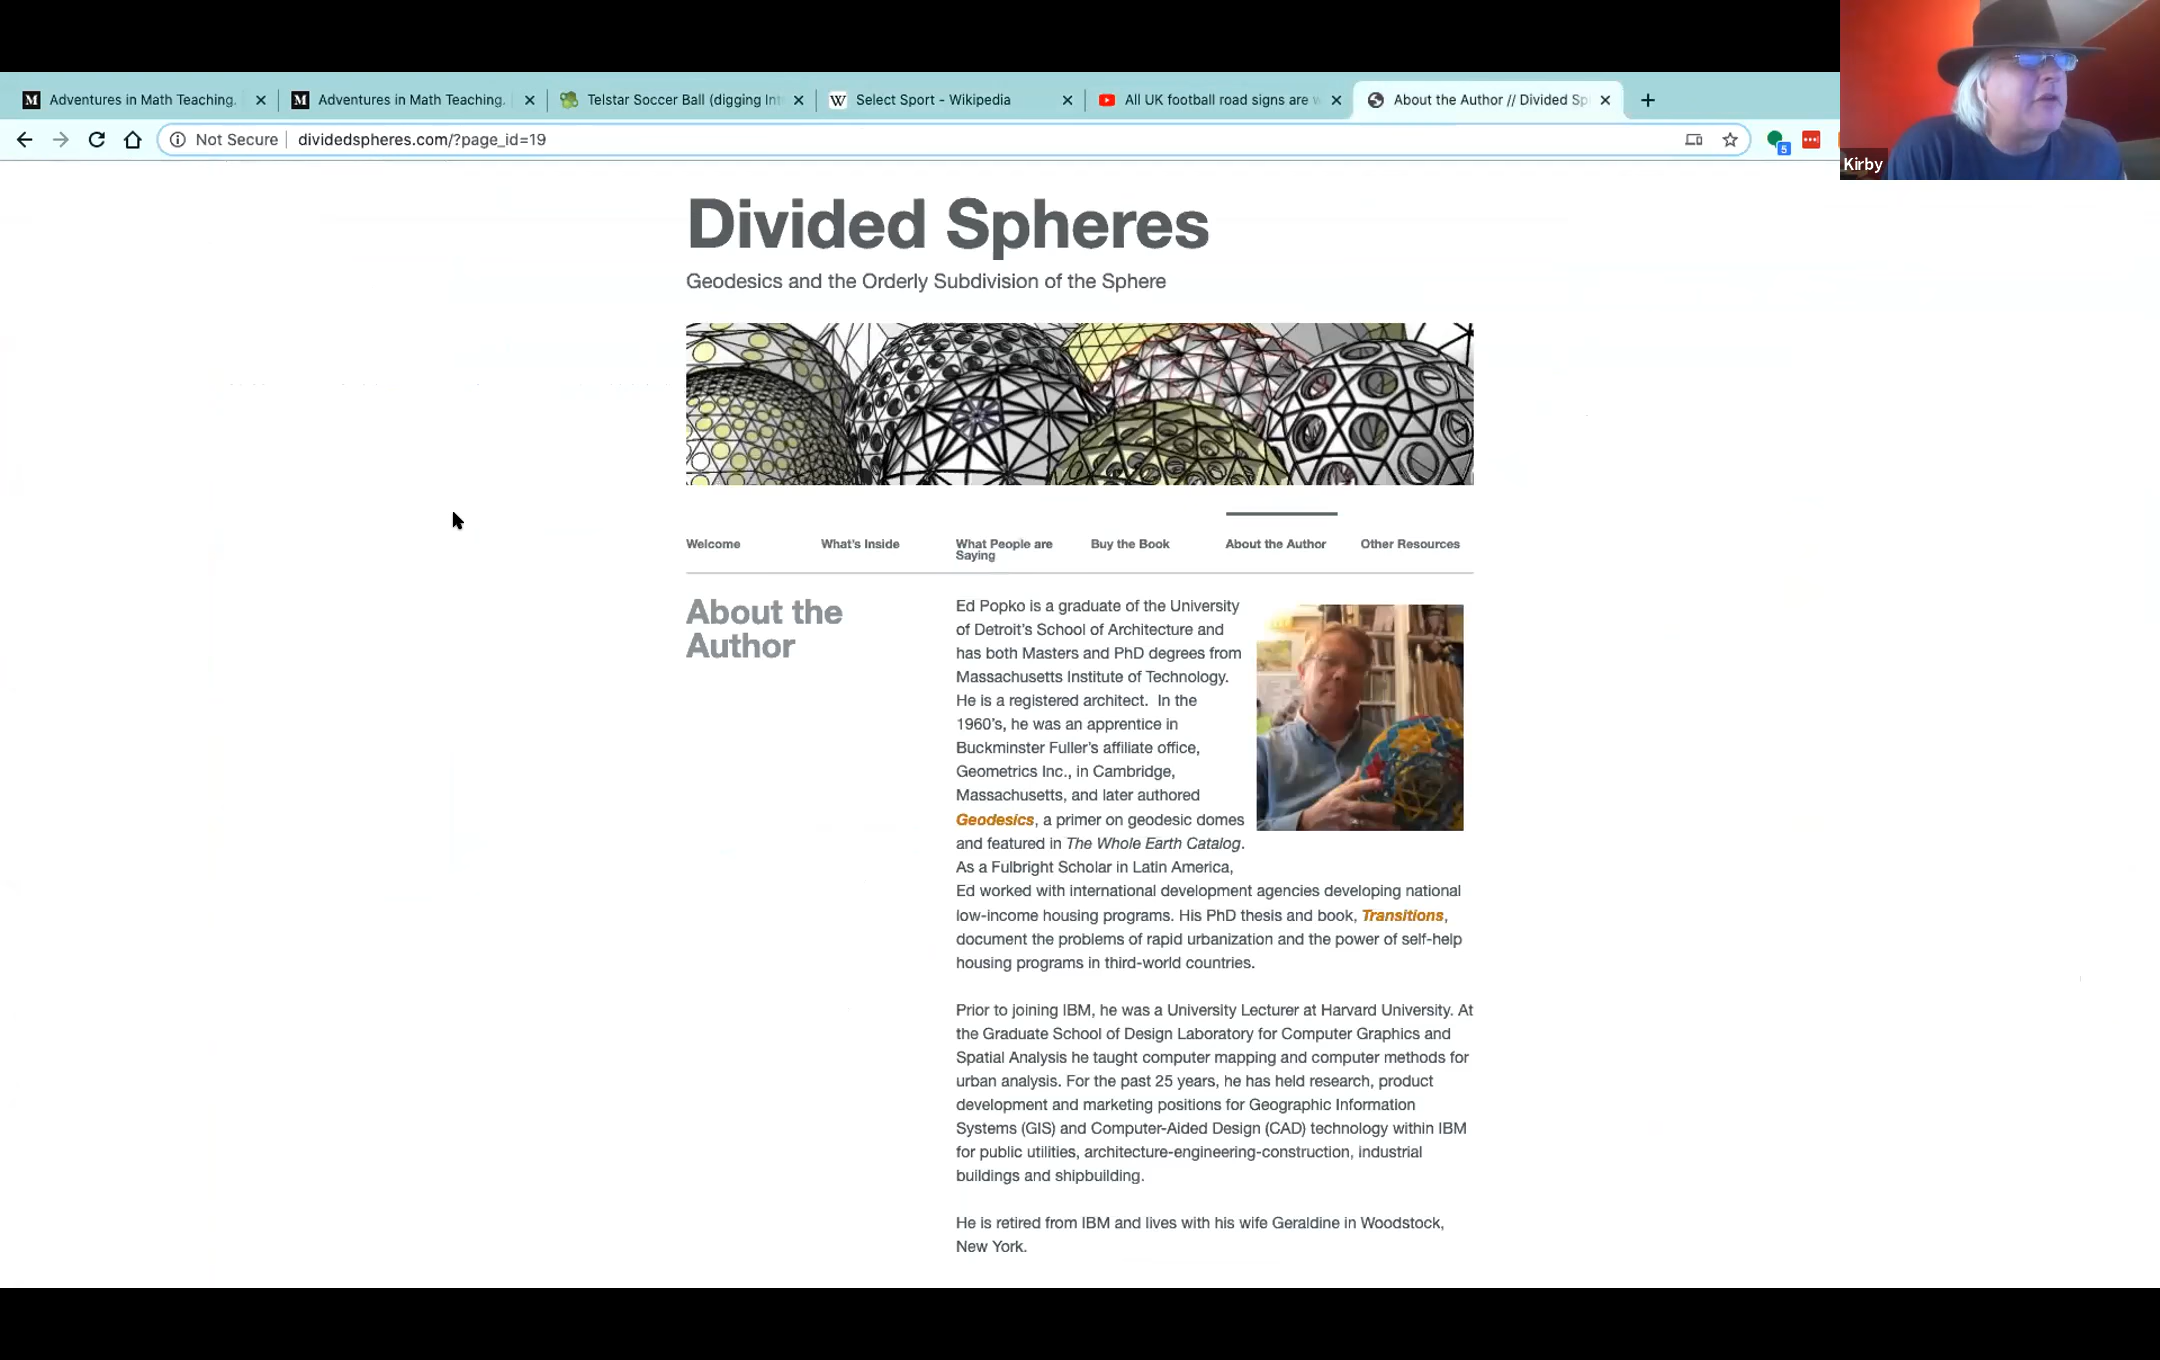 Adventures in Math Teaching.
Adventures in Math Teaching.
Telstar Soccer Ball (digging Int
Select Sport - Wikipedia
All UK football road signs are w
About the Author // Divided Sp
Not Secure
dividedspheres.com/?page_id=19
5
Kirby
Divided Spheres
Geodesics and the Orderly Subdivision of the Sphere
Welcome
What's Inside
What People are
Saying
Buy the Book
About the Author
Other Resources
About the
Author
Ed Popko is a graduate of the University
of Detroit's School of Architecture and
has both Masters and PhD degrees from
Massachusetts Institute of Technology.
He is a registered architect. In the
1960's, he was an apprentice in
Buckminster Fuller's affiliate office,
Geometrics Inc., in Cambridge,
Massachusetts, and later authored
Geodesics, a primer on geodesic domes
and featured in The Whole Earth Catalog.
As a Fulbright Scholar in Latin America,
Ed worked with international development agencies developing national
low-income housing programs. His PhD thesis and book, Transitions,
document the problems of rapid urbanization and the power of self-help
housing programs in third-world countries.
Prior to joining IBM, he was a University Lecturer at Harvard University. At
the Graduate School of Design Laboratory for Computer Graphics and
Spatial Analysis he taught computer mapping and computer methods for
urban analysis. For the past 25 years, he has held research, product
development and marketing positions for Geographic Information
Systems (GIS) and Computer-Aided Design (CAD) technology within IBM
for public utilities, architecture-engineering-construction, industrial
buildings and shipbuilding.
He is retired from IBM and lives with his wife Geraldine in Woodstock,
New York.